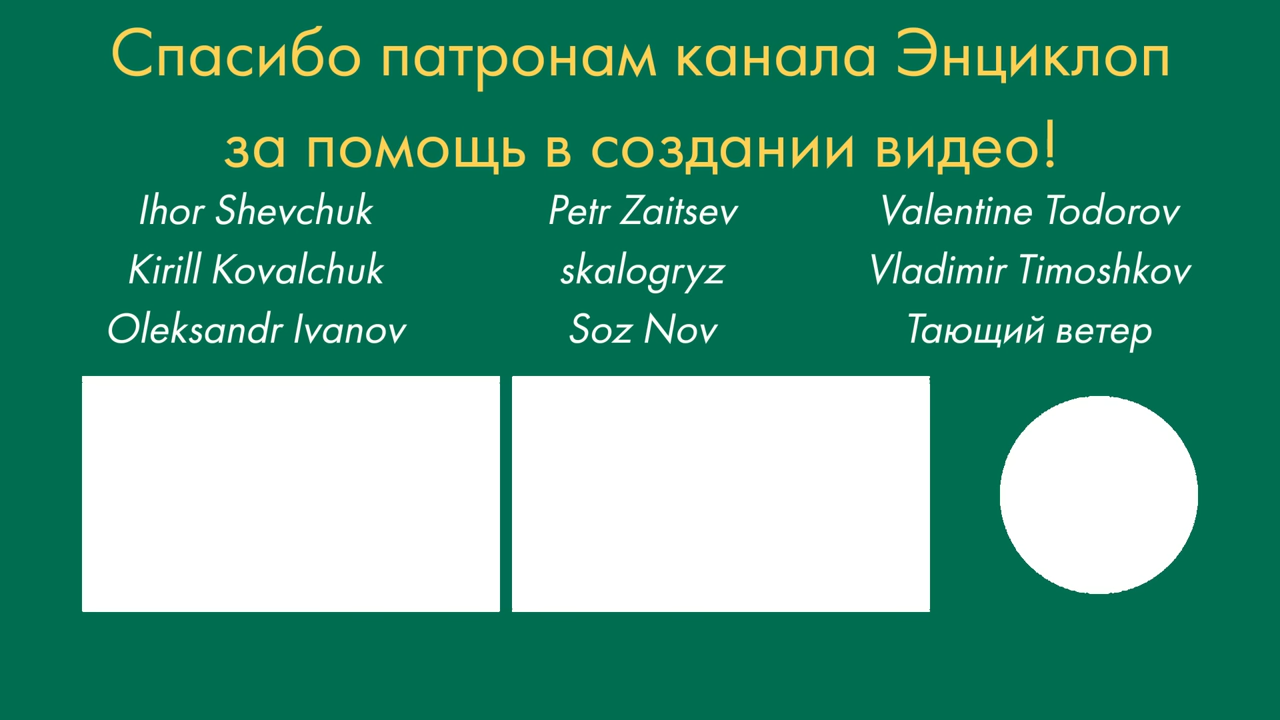 Спасибо патронам канала Энциклоп
за помощь в создании видео!
Ihor Shevchuk
Petr Zaitsev
Valentine Todorov
Kirill Kovalchuk
skalogryz
Vladimir Timoshkov
Oleksandr Ivanov
Soz Nov
Тающий ветер